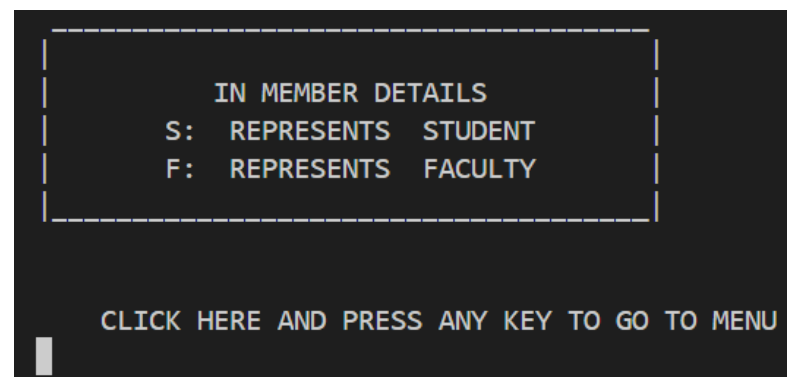 IN MEMBER DETAILS
S: REPRESENTS STUDENT
F: REPRESENTS FACULTY
CLICK HERE AND PRESS ANY KEY TO GO TO MENU